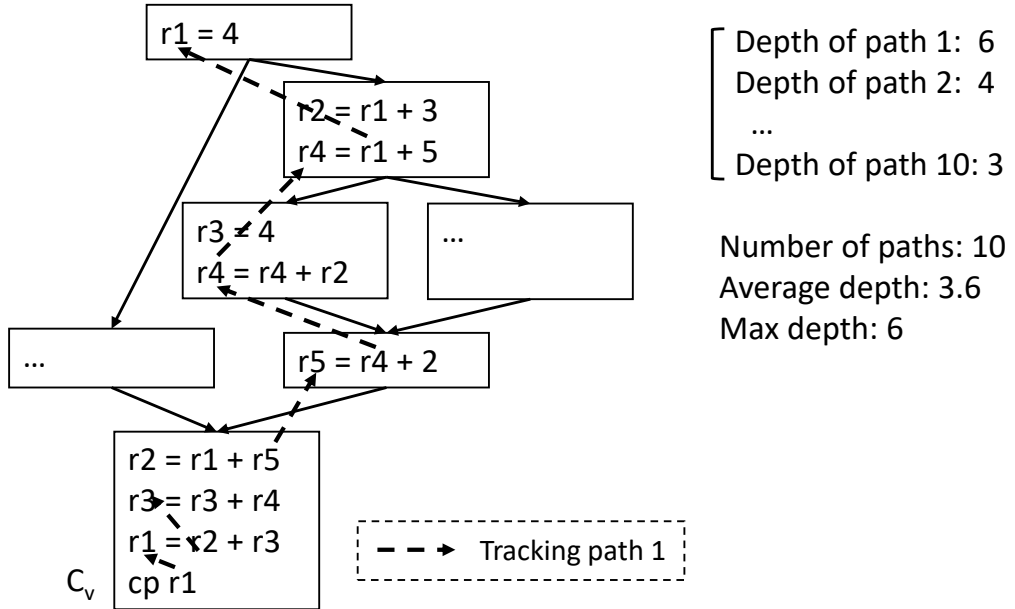 r1 = 4
r2 = r1 + 3
r4 = r1 + 5
r3 = 4
r4 = r4 + r2
...
...
r5 = r4 + 2
r2 = r1 + r5
r3 = r3 + r4
r1 = r2 + r3
cp r1
Cv
Tracking path 1
Depth of path 1: 6
Depth of path 2: 4
...
Depth of path 10: 3
Number of paths: 10
Average depth: 3.6
Max depth: 6